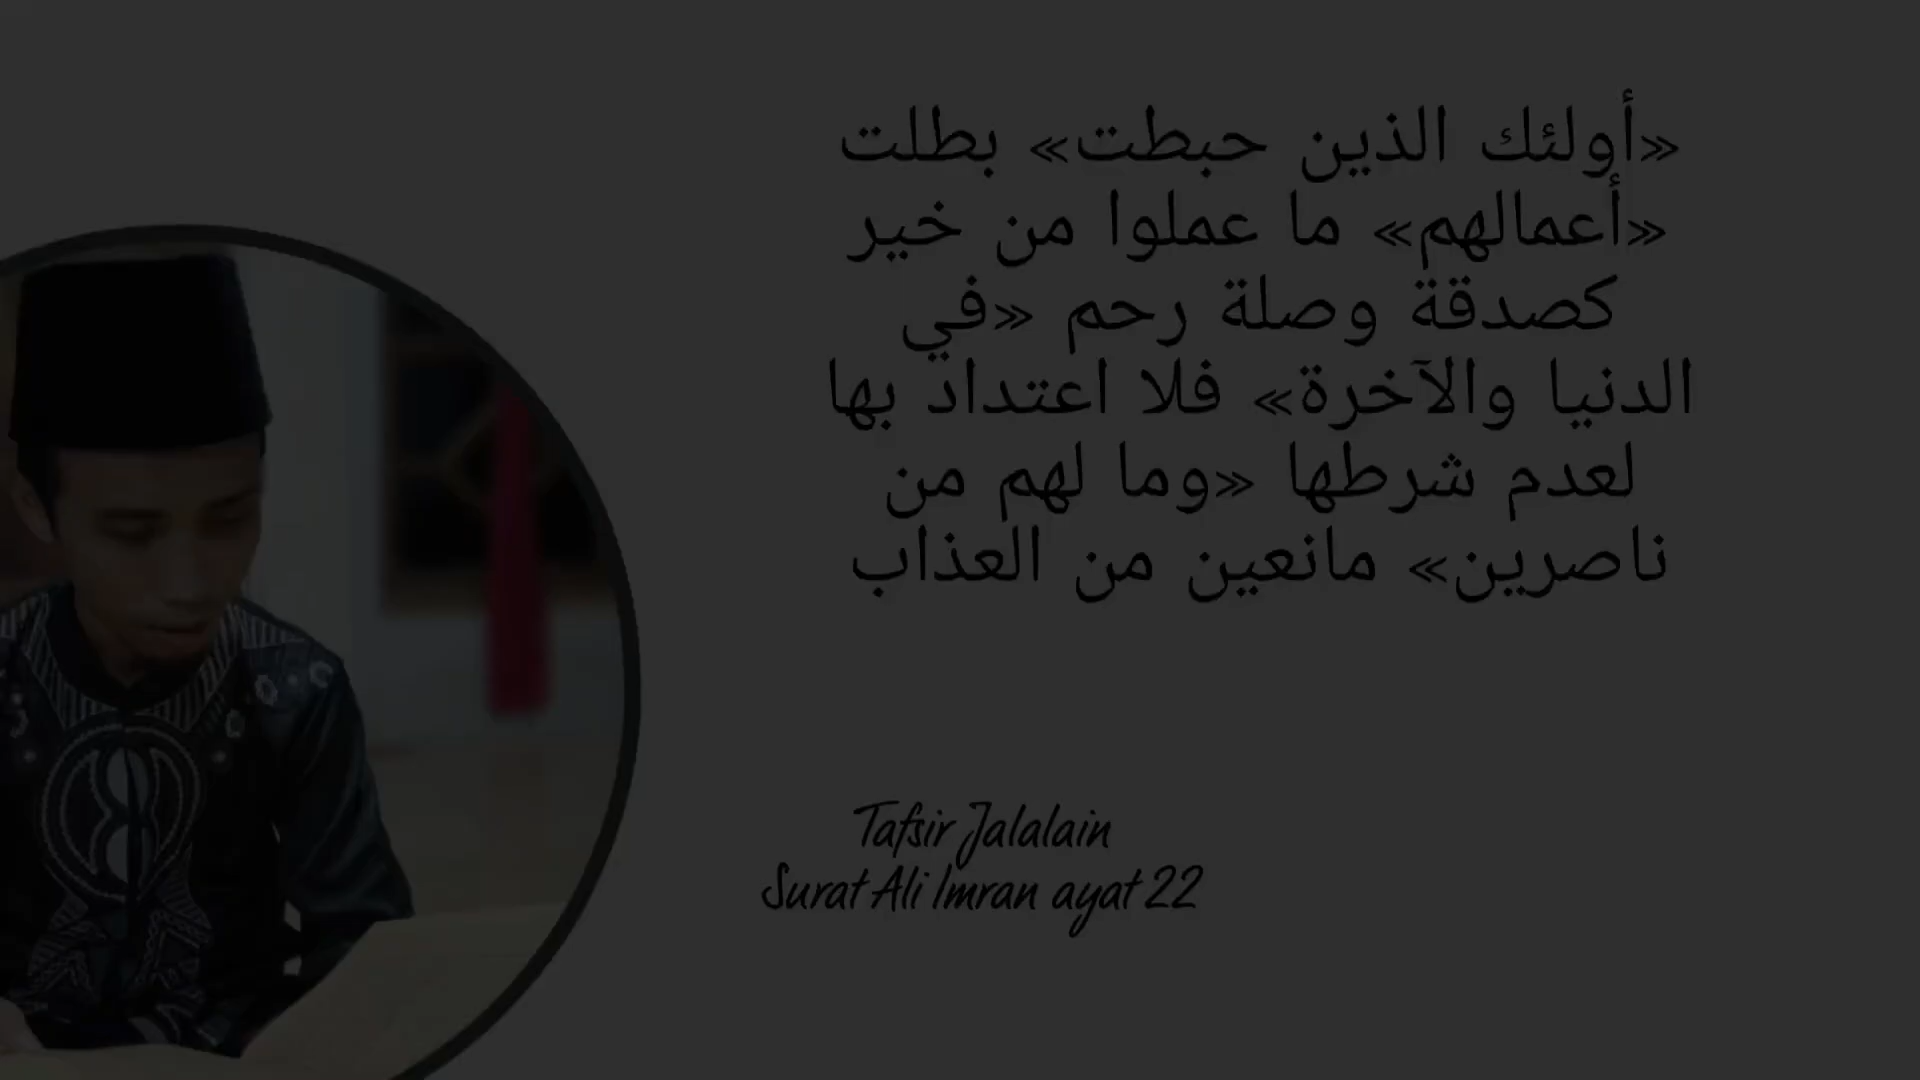 «أولئك الذين حبطت» بطلت
«أعمالهم» ما عملوا من خير
كصدقة وصلة رحم «في
الدنيا والآخرة» فلا اعتداد بها
لعدم شرطها «وما لهم من
ناصرين» مانعين من العذاب
Tafsir Jalalain
Surat Ali Imran ayat 22